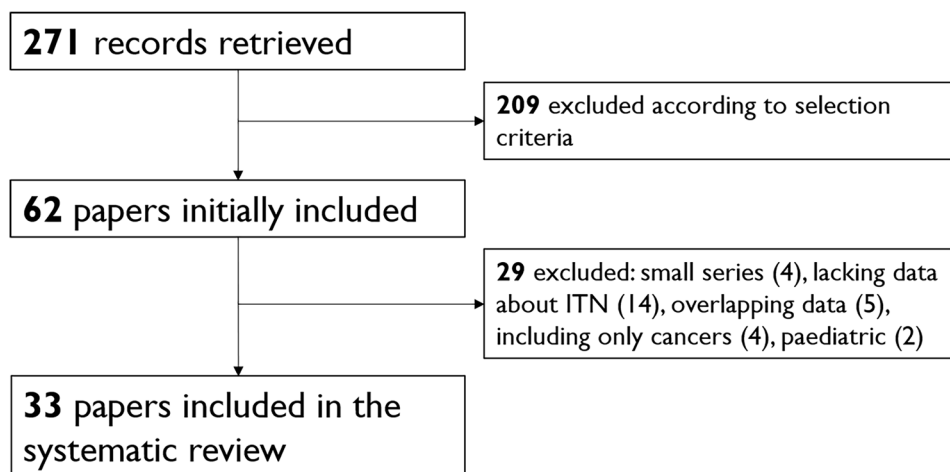 271 records retrieved
209 excluded according to selection
criteria
62 papers initially included
29 excluded: small series (4), lacking data
about ITN (14), overlapping data (5),
including only cancers (4), paediatric (2)
33 papers included in the
systematic review